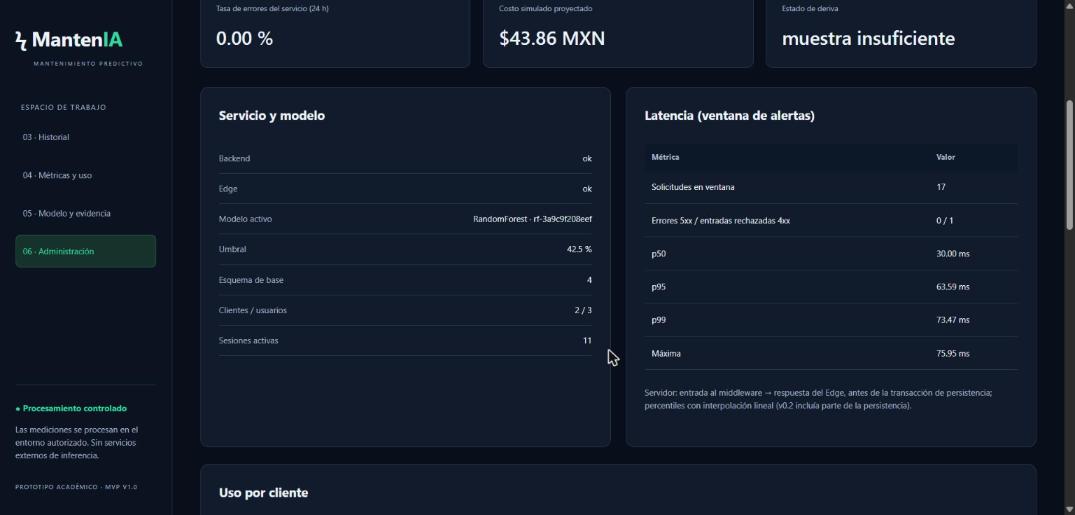 MantenIA
MANTENIMIENTO PREDICTIVO
ESPACIO DE TRABAJO
03 · Historial
04 · Métricas y uso
05 · Modelo y evidencia
06 · Administración
● Procesamiento controlado
Las mediciones se procesan en el
entorno autorizado. Sin servicios
externos de inferencia.
PROTOTIPO ACADÉMICO · MVP V1.0
Tasa de errores del servicio (24 h)
0.00 %
Costo simulado proyectado
$43.86 MXN
Estado de deriva
muestra insuficiente
Servicio y modelo
Backend ok
Edge ok
Modelo activo RandomForest · rf-3a9c9f208eef
Umbral 42.5 %
Esquema de base 4
Clientes / usuarios 2 / 3
Sesiones activas 11
Latencia (ventana de alertas)
Métrica Valor
Solicitudes en ventana 17
Errores 5xx / entradas rechazadas 4xx 0 / 1
p50 30.00 ms
p95 63.59 ms
p99 73.47 ms
Máxima 75.95 ms
Servidor: entrada al middleware → respuesta del Edge, antes de la transacción de persistencia;
percentiles con interpolación lineal (v0.2 incluía parte de la persistencia).
Uso por cliente